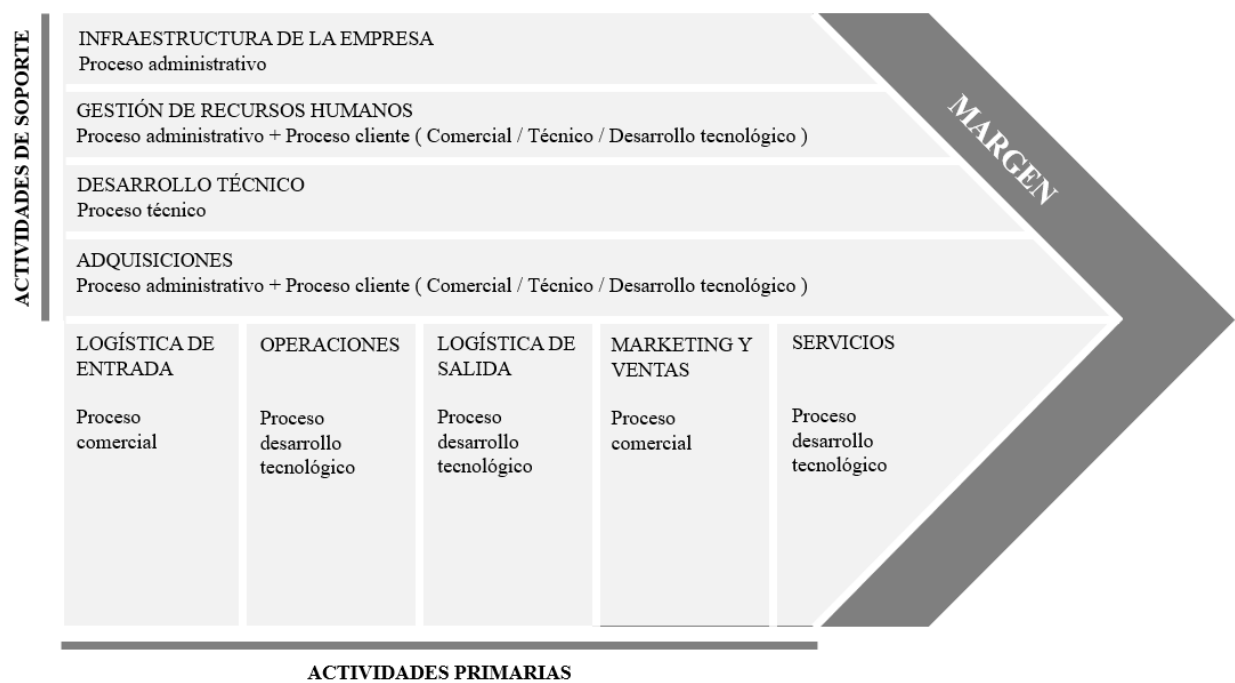 ACTIVIDADES DE SOPORTE
INFRAESTRUCTURA DE LA EMPRESA
Proceso administrativo
GESTIÓN DE RECURSOS HUMANOS
Proceso administrativo + Proceso cliente ( Comercial / Técnico / Desarrollo tecnológico )
DESARROLLO TÉCNICO
Proceso técnico
ADQUISICIONES
Proceso administrativo + Proceso cliente ( Comercial / Técnico / Desarrollo tecnológico )
MARGEN
LOGÍSTICA DE
ENTRADA
Proceso
comercial
OPERACIONES
Proceso
desarrollo
tecnológico
LOGÍSTICA DE
SALIDA
Proceso
desarrollo
tecnológico
MARKETING Y
VENTAS
Proceso
comercial
SERVICIOS
Proceso
desarrollo
tecnológico
ACTIVIDADES PRIMARIAS